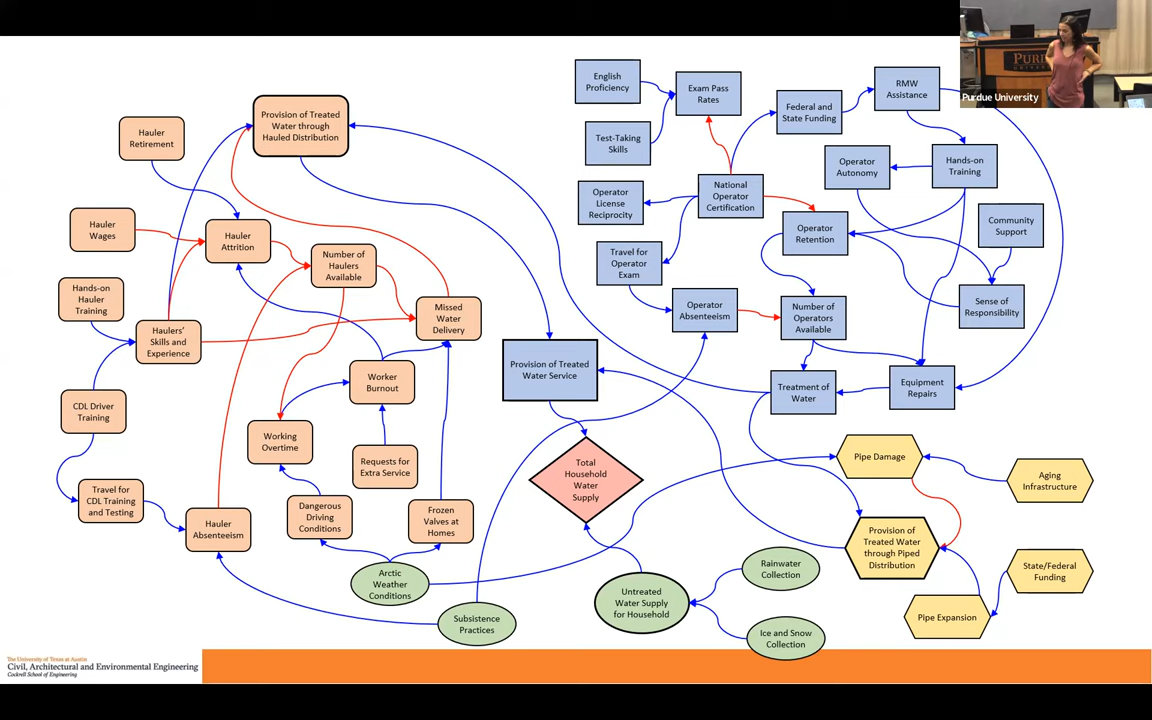 PURDUE
Purdue University
English
Proficiency
Exam Pass
Rates
Federal and
State Funding
RMW
Assistance
Provision of Treated
Water through
Hauled Distribution
Hauler
Retirement
Test-Taking
Skills
Operator
Autonomy
Hands-on
Training
Operator
License
Reciprocity
National
Operator
Certification
Hauler
Wages
Hauler
Attrition
Operator
Retention
Community
Support
Number of
Haulers
Available
Travel for
Operator
Exam
Hands-on
Hauler
Training
Operator
Absenteeism
Number of
Operators
Available
Sense of
Responsibility
Missed
Water
Delivery
Haulers'
Skills and
Experience
Provision of Treated
Water Service
Worker
Burnout
Treatment of
Water
Equipment
Repairs
CDL Driver
Training
Working
Overtime
Requests for
Extra Service
Total
Household
Water
Supply
Pipe Damage
Aging
Infrastructure
Travel for
CDL Training
and Testing
Hauler
Absenteeism
Dangerous
Driving
Conditions
Frozen
Valves at
Homes
Provision of
Treated Water
through Piped
Distribution
State/Federal
Funding
Arctic
Weather
Conditions
Rainwater
Collection
Untreated
Water Supply
for Household
Subsistence
Practices
Ice and Snow
Collection
Pipe Expansion
The University of Texas at Austin
Civil, Architectural and Environmental Engineering
Cockrell School of Engineering